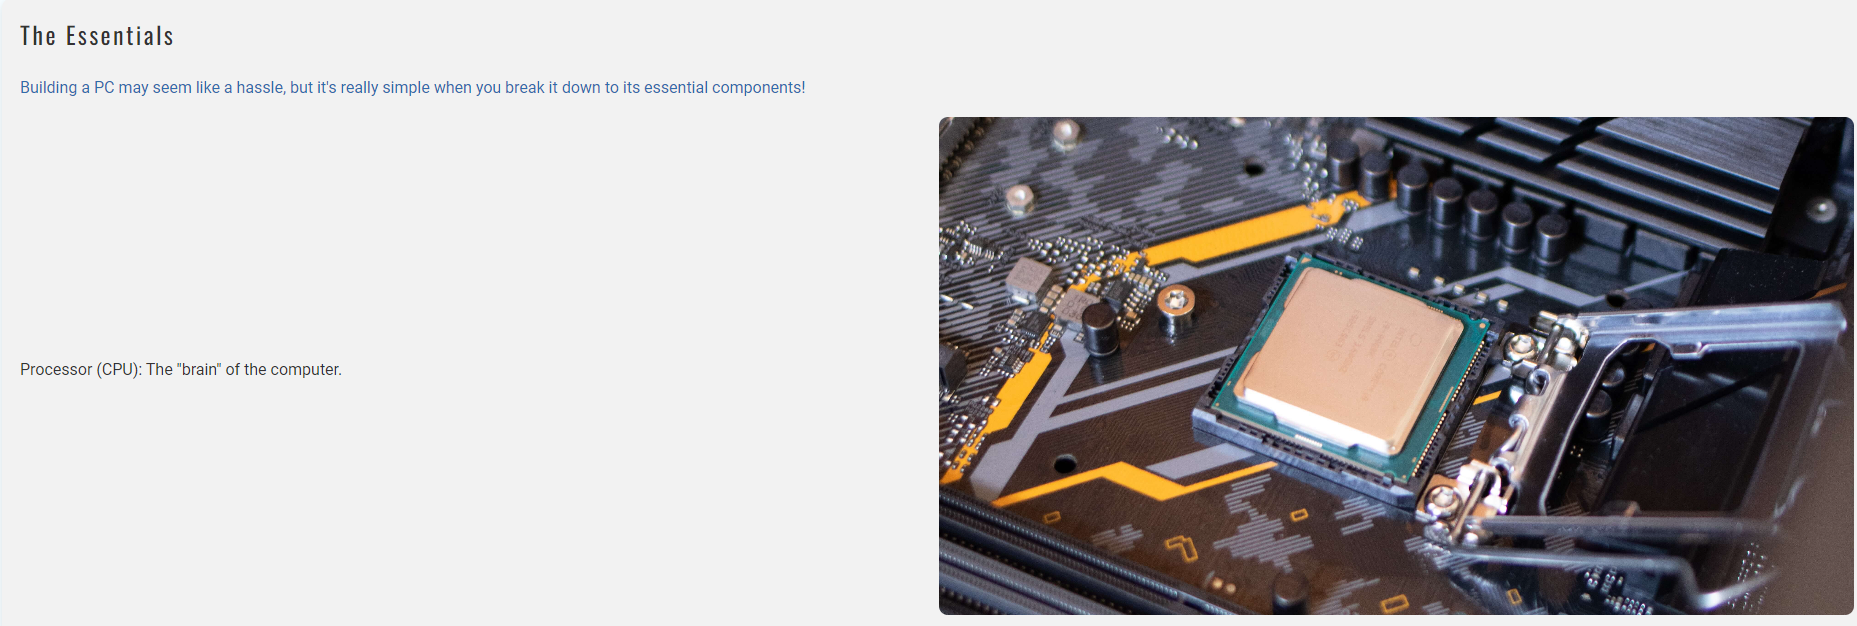 The Essentials
Building a PC may seem like a hassle, but it's really simple when you break it down to its essential components!
Processor (CPU): The "brain" of the computer.